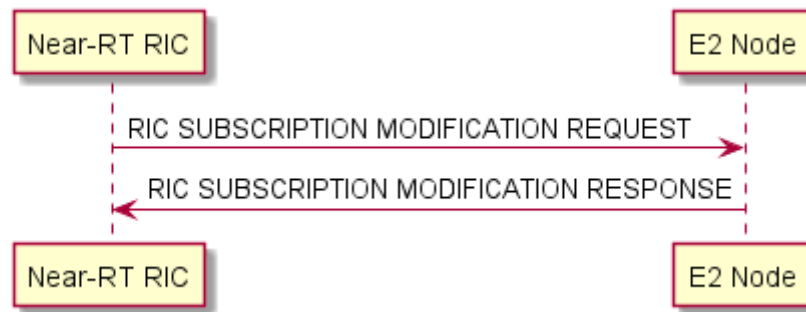 Near-RT RIC E2 Node
RIC SUBSCRIPTION MODIFICATION REQUEST
RIC SUBSCRIPTION MODIFICATION RESPONSE
Near-RT RIC E2 Node